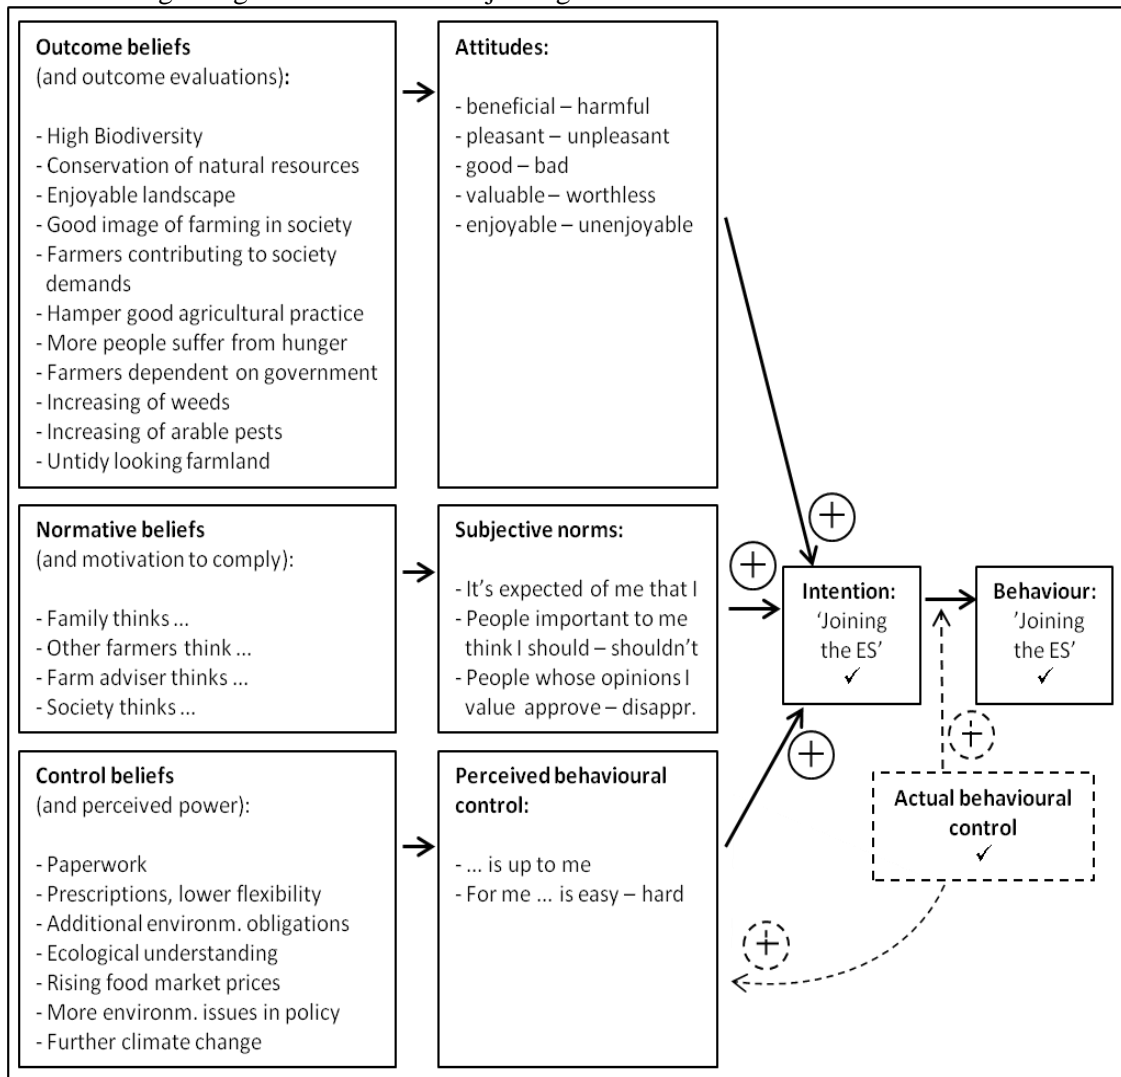 Outcome beliefs
(and outcome evaluations):
- High Biodiversity
- Conservation of natural resources
- Enjoyable landscape
- Good image of farming in society
- Farmers contributing to society
demands
- Hamper good agricultural practice
- More people suffer from hunger
- Farmers dependent on government
- Increasing of weeds
- Increasing of arable pests
- Untidy looking farmland
Attitudes:
- beneficial – harmful
- pleasant – unpleasant
- good – bad
- valuable – worthless
- enjoyable – unenjoyable
Normative beliefs
(and motivation to comply):
- Family thinks ...
- Other farmers think ...
- Farm adviser thinks ...
- Society thinks ...
Subjective norms:
- It's expected of me that I
- People important to me
think I should – shouldn't
- People whose opinions I
value approve – disappr.
Control beliefs
(and perceived power):
- Paperwork
- Prescriptions, lower flexibility
- Additional environm. obligations
- Ecological understanding
- Rising food market prices
- More environm. issues in policy
- Further climate change
Perceived behavioural
control:
- ... is up to me
- For me ... is easy – hard
+
+
+
Intention:
'Joining
the ES'
✓
Behaviour:
'Joining
the ES'
✓
+
Actual behavioural
control
✓
+